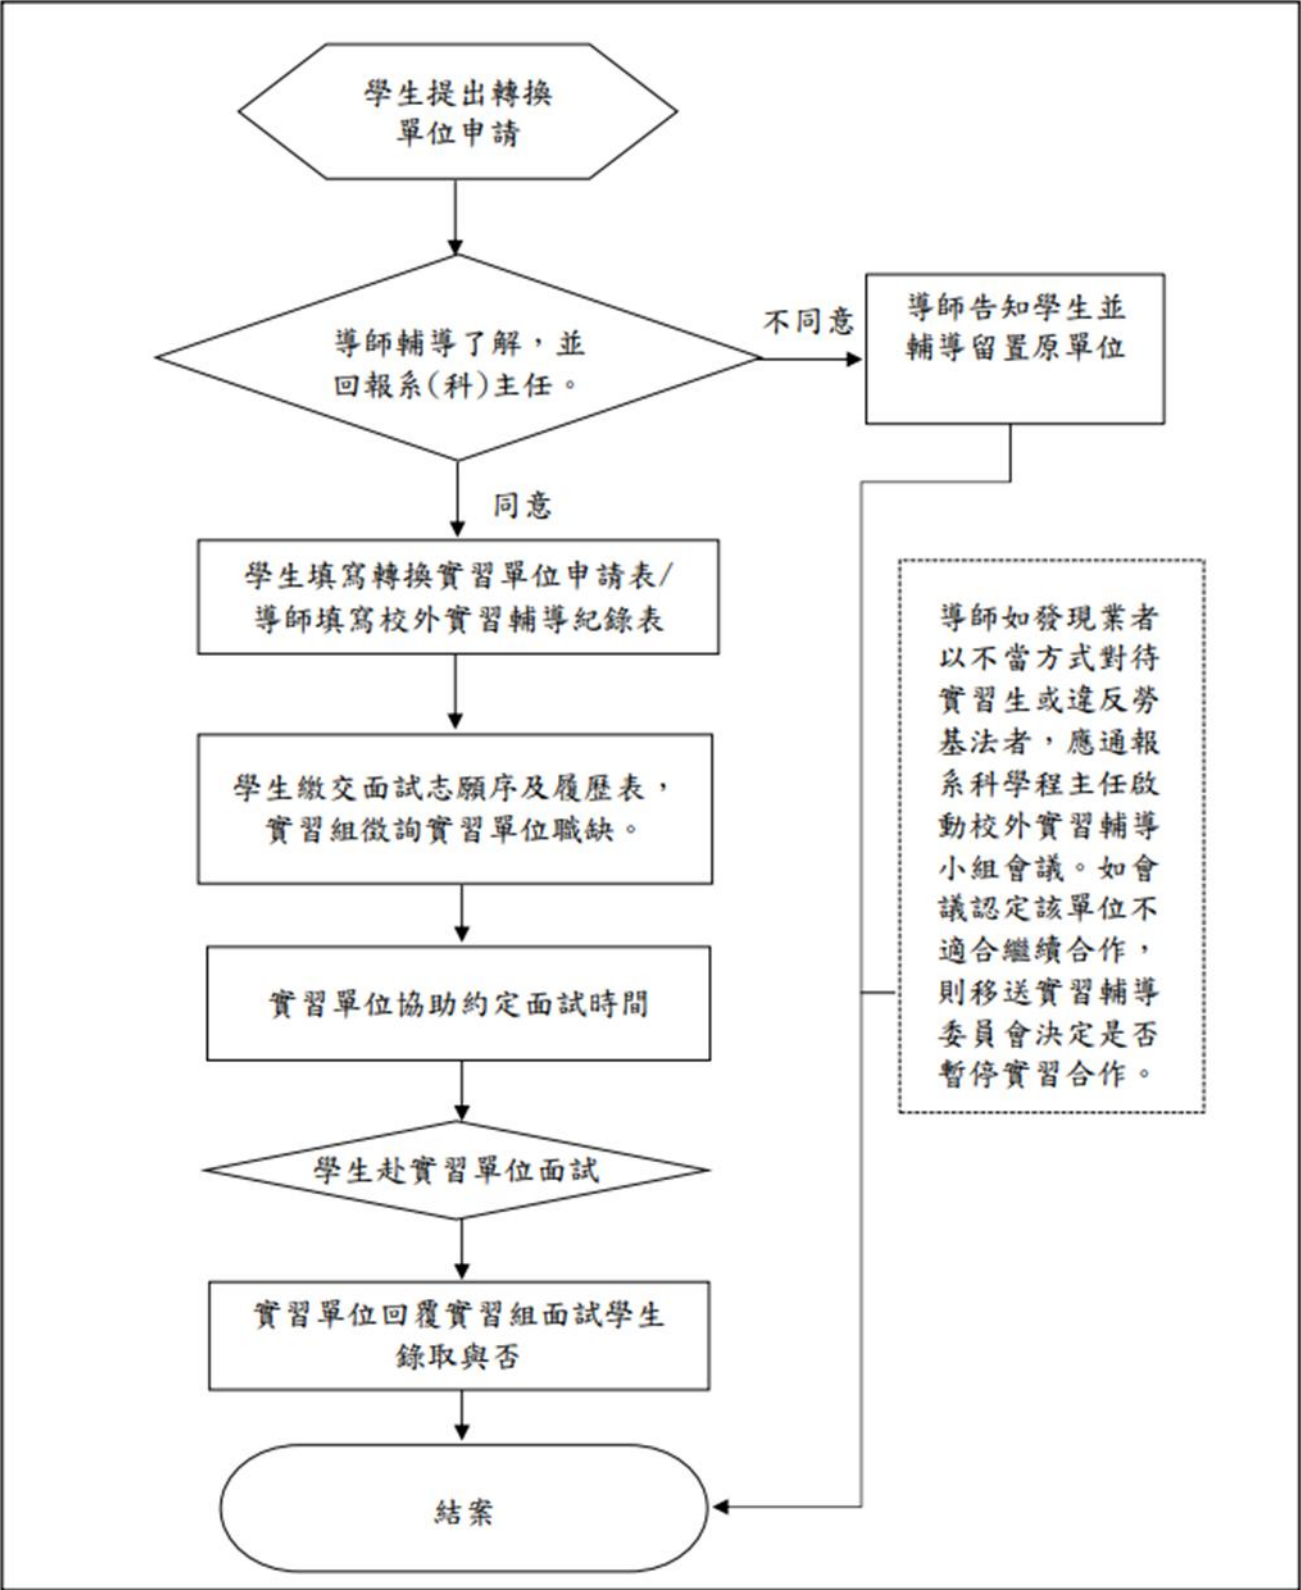 學生提出轉換
單位申請
導師輔導了解，並
回報系(科)主任。
不同意
導師告知學生並
輔導留置原單位
同意
學生填寫轉換實習單位申請表/
導師填寫校外實習輔導紀錄表
學生繳交面試志願序及履歷表，
實習組徵詢實習單位職缺。
實習單位協助約定面試時間
學生赴實習單位面試
實習單位回覆實習組面試學生
錄取與否
結案
導師如發現業者
以不當方式對待
實習生或違反勞
基法者，應通報
系科學程主任啟
動校外實習輔導
小組會議。如會
議認定該單位不
適合繼續合作，
則移送實習輔導
委員會決定是否
暫停實習合作。